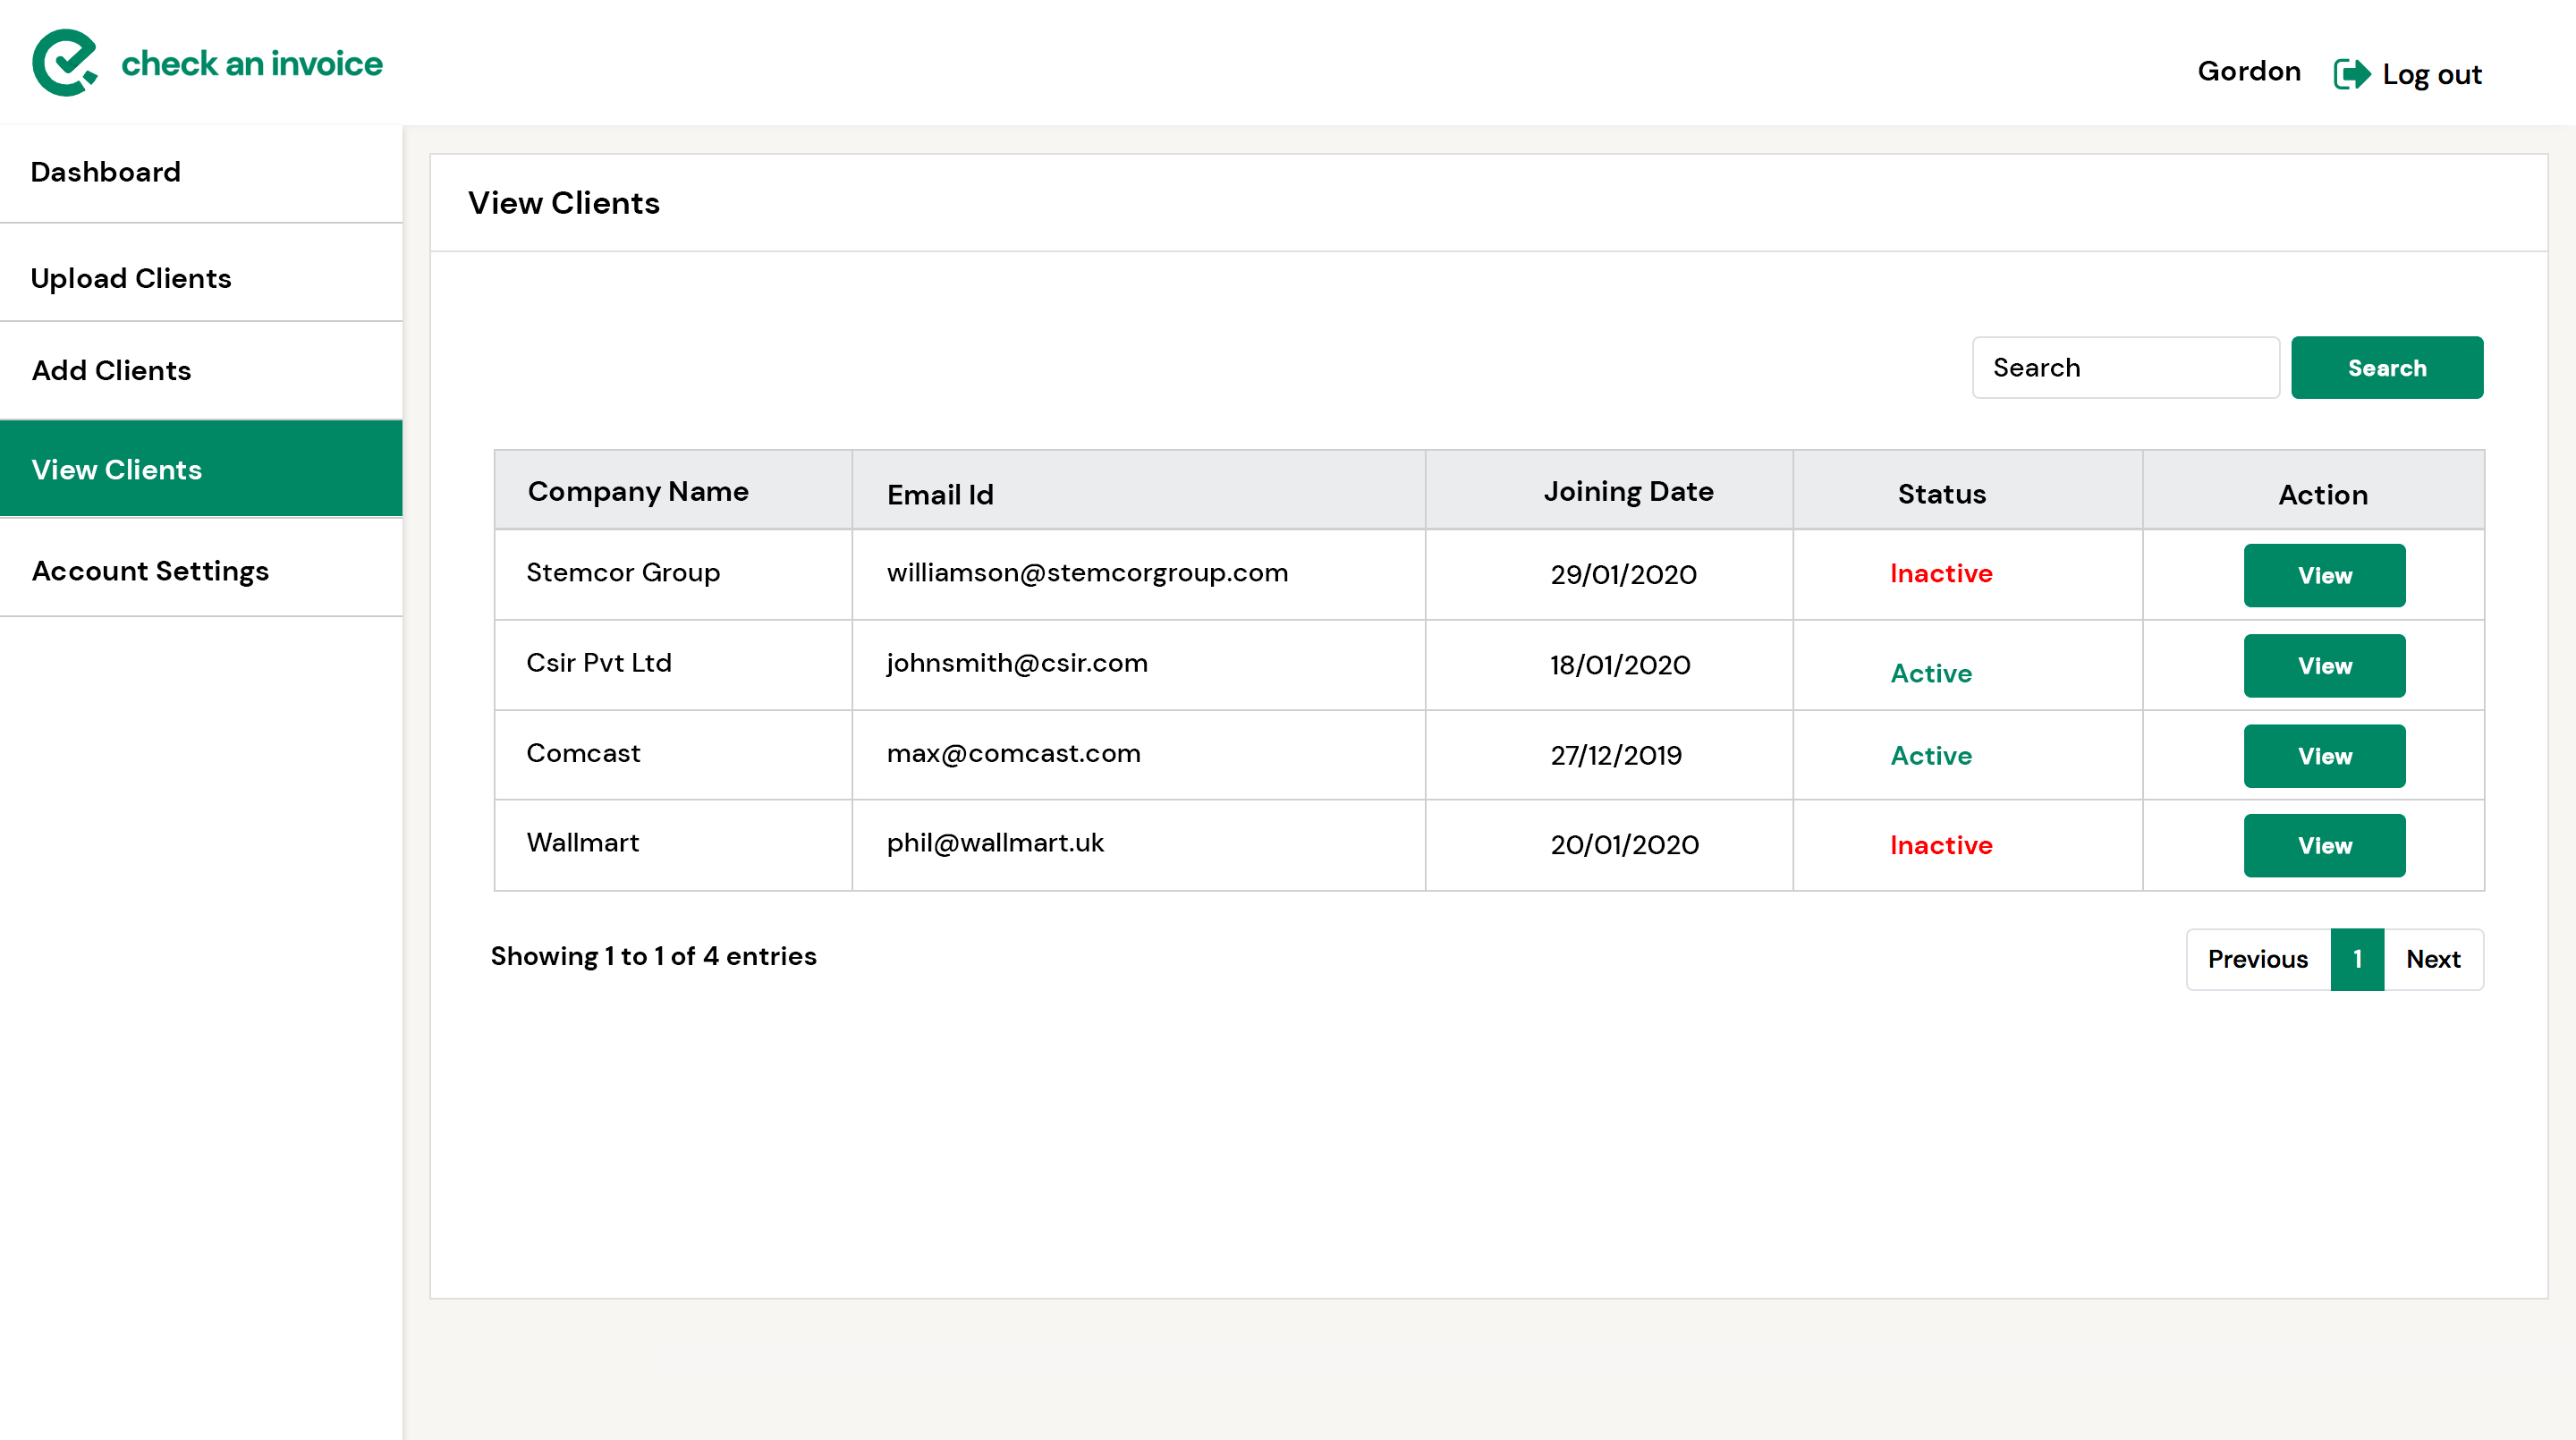 check an invoice
Gordon
Log out
Dashboard
Upload Clients
Add Clients
View Clients
Account Settings
View Clients
Search
Search
Company Name Email Id Joining Date Status Action
Stemcor Group williamson@stemcorgroup.com 29/01/2020 Inactive View
Csir Pvt Ltd johnsmith@csir.com 18/01/2020 Active View
Comcast max@comcast.com 27/12/2019 Active View
Wallmart phil@wallmart.uk 20/01/2020 Inactive View
Showing 1 to 1 of 4 entries
Previous 1 Next